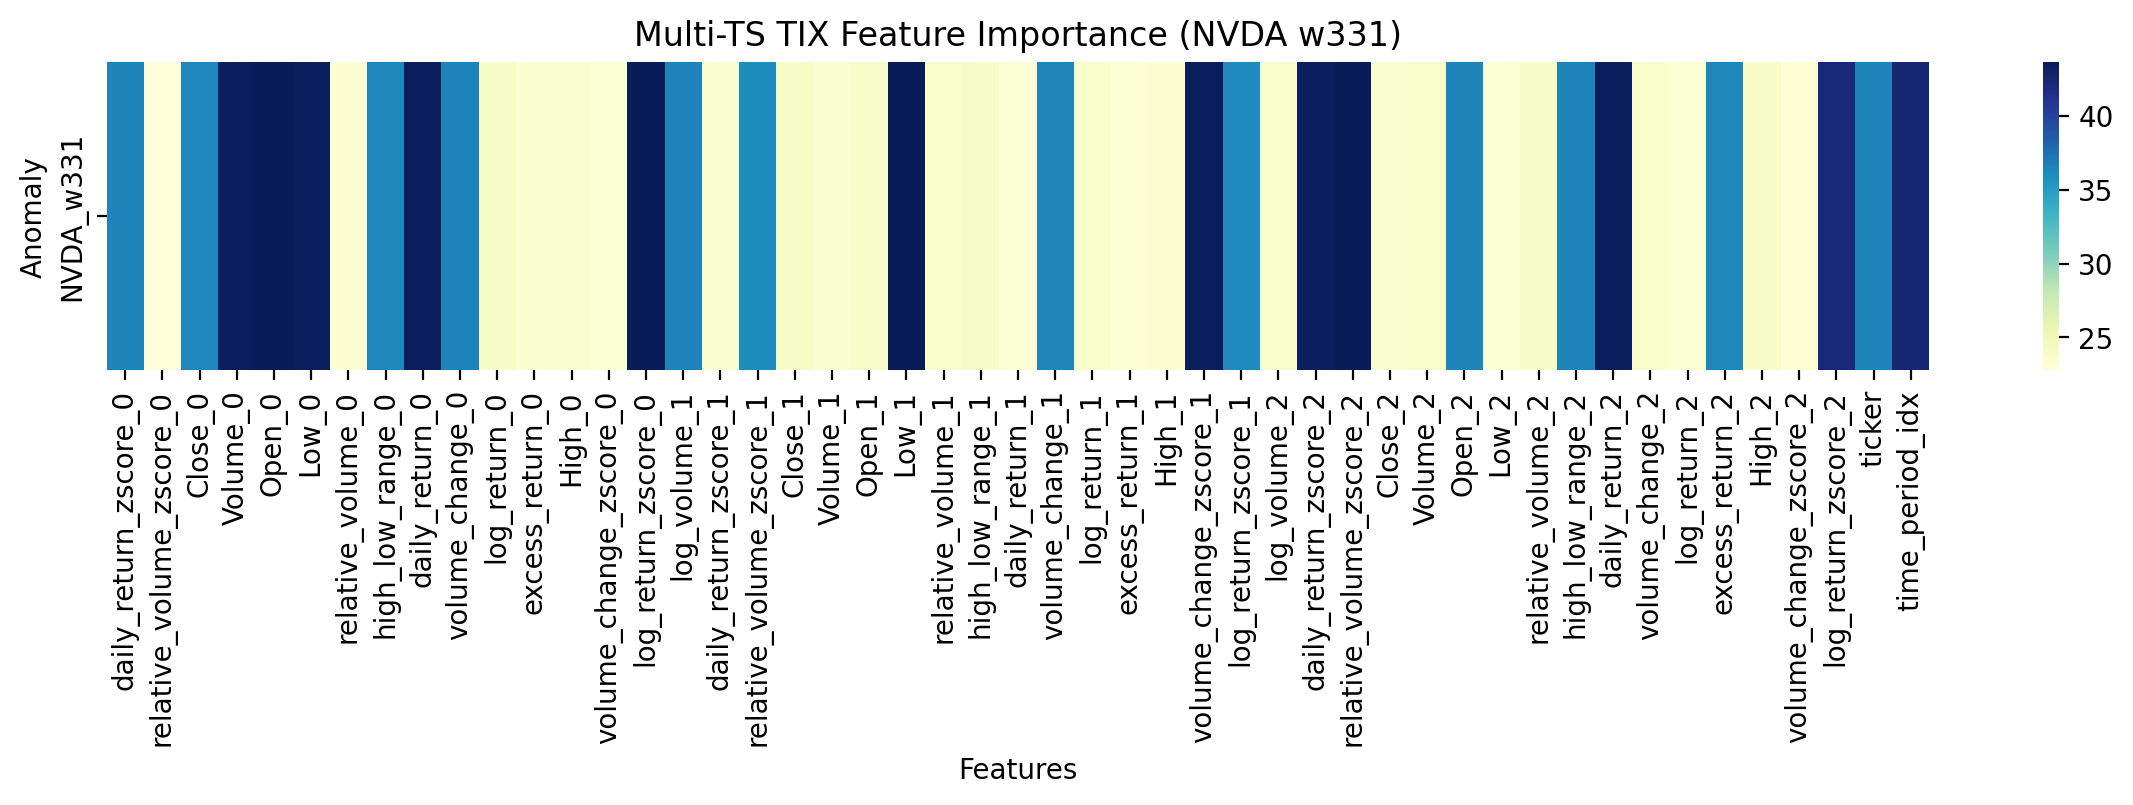 Multi-TS TIX Feature Importance (NVDA w331)
Anomaly
NVDA_w331
daily_return_zscore_0
relative_volume_zscore_0
Close_0
Volume_0
Open_0
Low_0
relative_volume_0
high_low_range_0
daily_return_0
volume_change_0
log_return_0
excess_return_0
High_0
volume_change_zscore_0
log_return_zscore_0
log_volume_1
daily_return_zscore_1
relative_volume_zscore_1
Close_1
Volume_1
Open_1
Low_1
relative_volume_1
high_low_range_1
daily_return_1
volume_change_1
log_return_1
excess_return_1
High_1
volume_change_zscore_1
log_return_zscore_1
log_volume_2
daily_return_zscore_2
relative_volume_zscore_2
Close_2
Volume_2
Open_2
Low_2
relative_volume_2
high_low_range_2
daily_return_2
volume_change_2
log_return_2
excess_return_2
High_2
volume_change_zscore_2
log_return_zscore_2
ticker
time_period_idx
Features
40
35
30
25